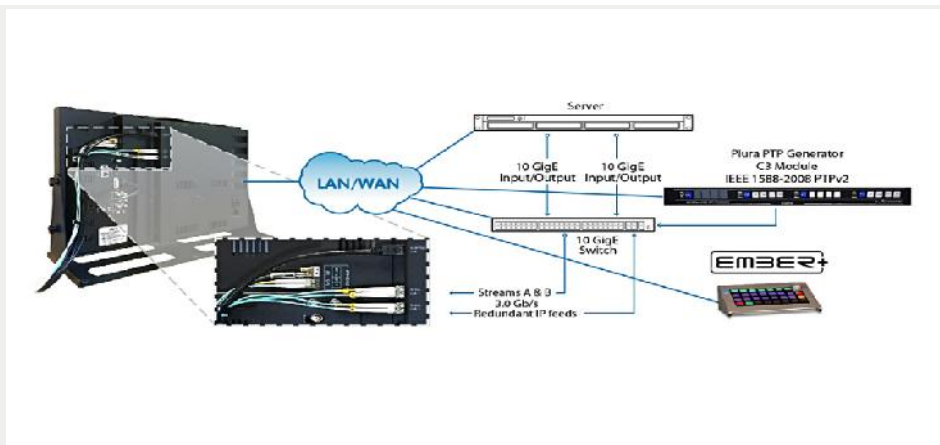 Server
10 GigE
Input/Output
10 GigE
Input/Output
Plura PTP Generator
C3 Module
IEEE 1588-2008 PTPv2
LAN/WAN
10 GigE
Switch
EMBER+
Streams A & B
3.0 Gb/s
Redundant IP feeds